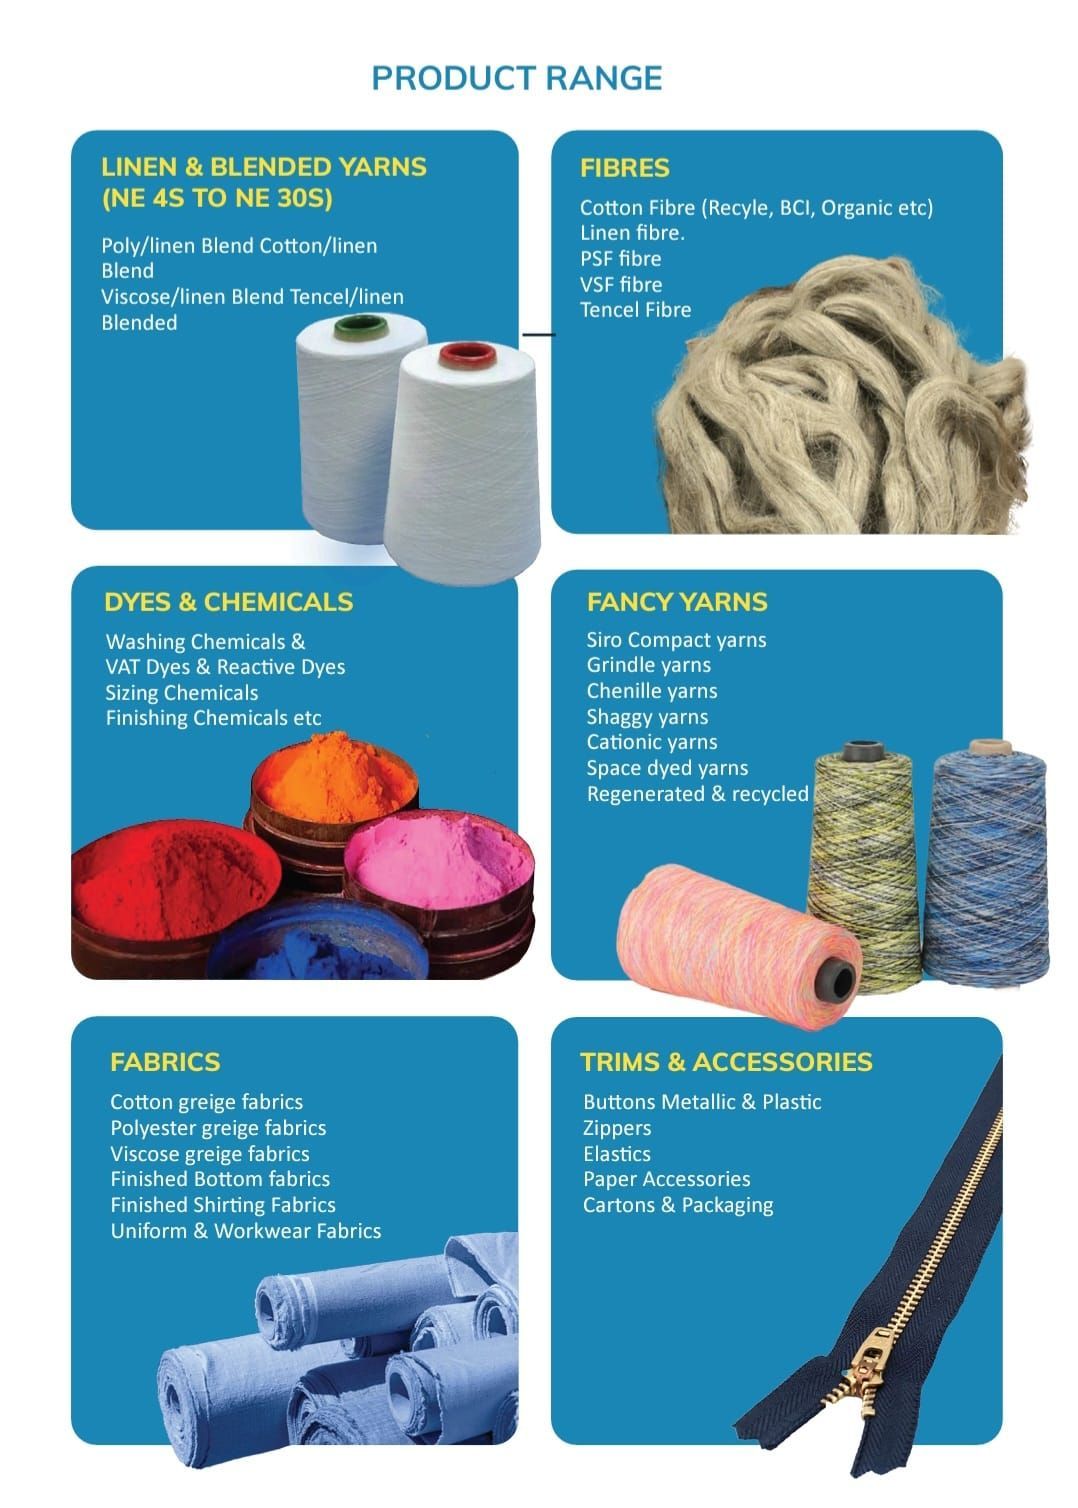 PRODUCT RANGE
LINEN & BLENDED YARNS
(NE 4S TO NE 30S)
Poly/linen Blend Cotton/linen
Blend
Viscose/linen Blend Tencel/linen
Blended
FIBRES
Cotton Fibre (Recyle, BCI, Organic etc)
Linen fibre.
PSF fibre
VSF fibre
Tencel Fibre
DYES & CHEMICALS
Washing Chemicals &
VAT Dyes & Reactive Dyes
Sizing Chemicals
Finishing Chemicals etc
FANCY YARNS
Siro Compact yarns
Grindle yarns
Chenille yarns
Shaggy yarns
Cationic yarns
Space dyed yarns
Regenerated & recycled
FABRICS
Cotton greige fabrics
Polyester greige fabrics
Viscose greige fabrics
Finished Bottom fabrics
Finished Shirting Fabrics
Uniform & Workwear Fabrics
TRIMS & ACCESSORIES
Buttons Metallic & Plastic
Zippers
Elastics
Paper Accessories
Cartons & Packaging